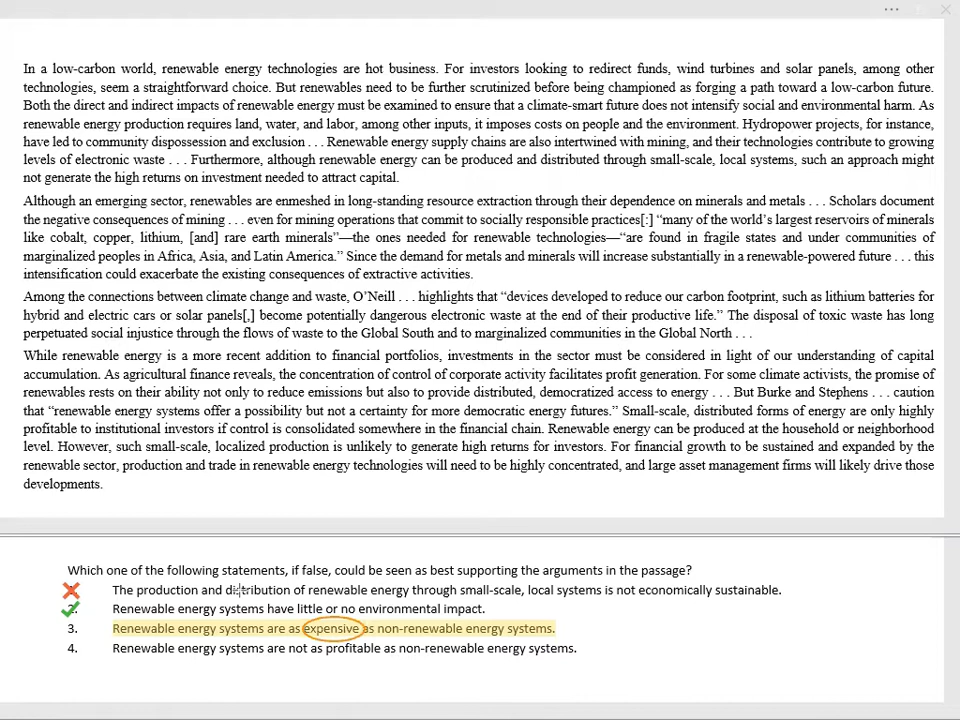 In a low-carbon world, renewable energy technologies are hot business. For investors looking to redirect funds, wind turbines and solar panels, among other
technologies, seem a straightforward choice. But renewables need to be further scrutinized before being championed as forging a path toward a low-carbon future.
Both the direct and indirect impacts of renewable energy must be examined to ensure that a climate-smart future does not intensify social and environmental harm. As
renewable energy production requires land, water, and labor, among other inputs, it imposes costs on people and the environment. Hydropower projects, for instance,
have led to community dispossession and exclusion . . . Renewable energy supply chains are also intertwined with mining, and their technologies contribute to growing
levels of electronic waste . . . Furthermore, although renewable energy can be produced and distributed through small-scale, local systems, such an approach might
not generate the high returns on investment needed to attract capital.
Although an emerging sector, renewables are enmeshed in long-standing resource extraction through their dependence on minerals and metals . . . Scholars document
the negative consequences of mining . . . even for mining operations that commit to socially responsible practices[:] “many of the world’s largest reservoirs of minerals
like cobalt, copper, lithium, [and] rare earth minerals”—the ones needed for renewable technologies—“are found in fragile states and under communities of
marginalized peoples in Africa, Asia, and Latin America.” Since the demand for metals and minerals will increase substantially in a renewable-powered future . . . this
intensification could exacerbate the existing consequences of extractive activities.
Among the connections between climate change and waste, O’Neill . . . highlights that “devices developed to reduce our carbon footprint, such as lithium batteries for
hybrid and electric cars or solar panels[,] become potentially dangerous electronic waste at the end of their productive life.” The disposal of toxic waste has long
perpetuated social injustice through the flows of waste to the Global South and to marginalized communities in the Global North . . .
While renewable energy is a more recent addition to financial portfolios, investments in the sector must be considered in light of our understanding of capital
accumulation. As agricultural finance reveals, the concentration of control of corporate activity facilitates profit generation. For some climate activists, the promise of
renewables rests on their ability not only to reduce emissions but also to provide distributed, democratized access to energy . . . But Burke and Stephens . . . caution
that “renewable energy systems offer a possibility but not a certainty for more democratic energy futures.” Small-scale, distributed forms of energy are only highly
profitable to institutional investors if control is consolidated somewhere in the financial chain. Renewable energy can be produced at the household or neighborhood
level. However, such small-scale, localized production is unlikely to generate high returns for investors. For financial growth to be sustained and expanded by the
renewable sector, production and trade in renewable energy technologies will need to be highly concentrated, and large asset management firms will likely drive those
developments.
Which one of the following statements, if false, could be seen as best supporting the arguments in the passage?
The production and distribution of renewable energy through small-scale, local systems is not economically sustainable.
2. Renewable energy systems have little or no environmental impact.
3. Renewable energy systems are as expensive as non-renewable energy systems.
4. Renewable energy systems are not as profitable as non-renewable energy systems.